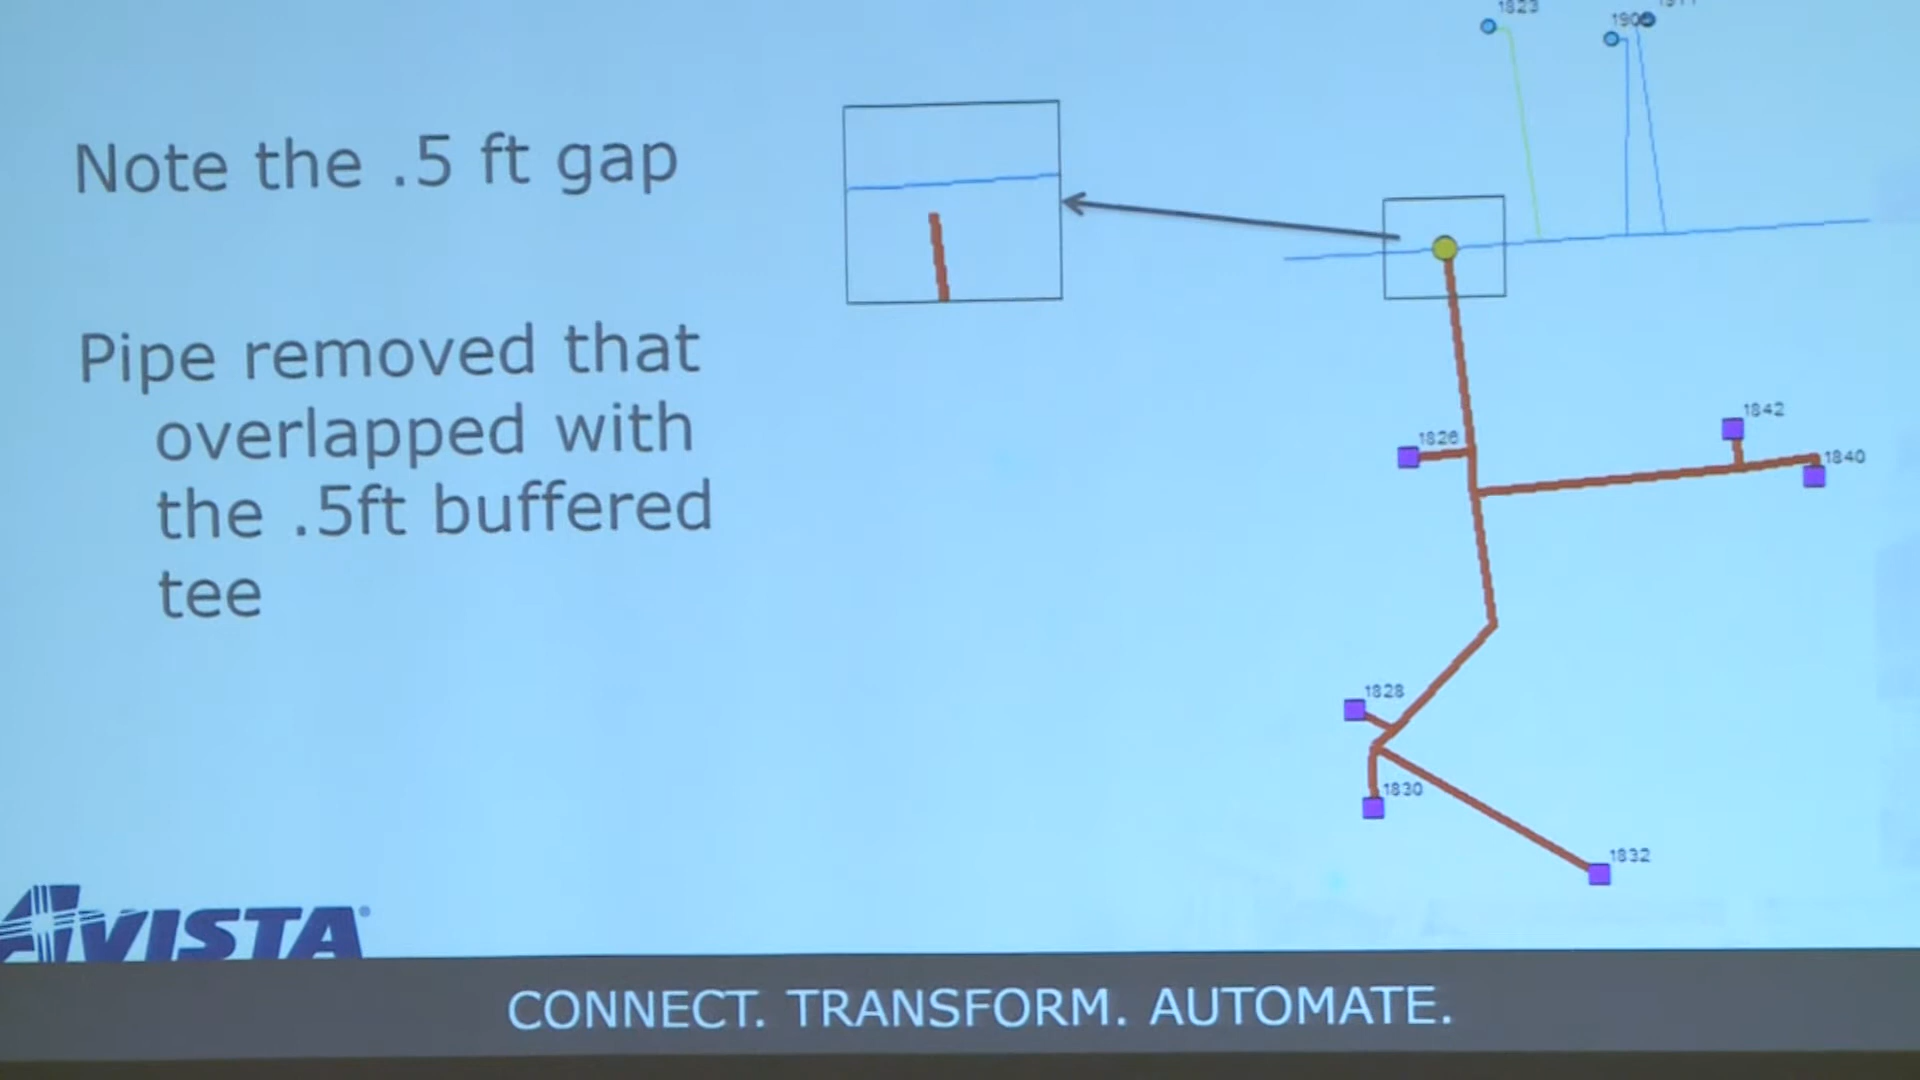 Note the .5 ft gap
Pipe removed that
overlapped with
the .5ft buffered
tee
1823
1826
1842
1840
1828
1830
1832
AVISTA®
CONNECT. TRANSFORM. AUTOMATE.